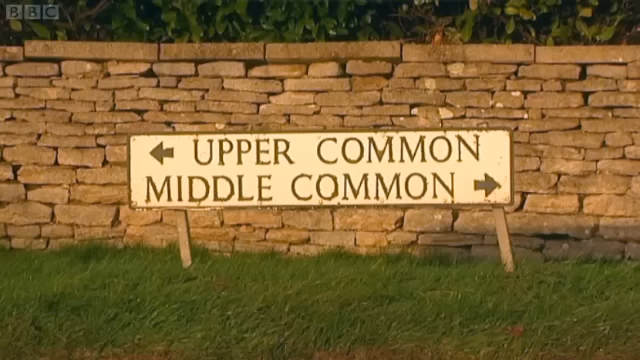 BBC
← UPPER COMMON
MIDDLE COMMON →